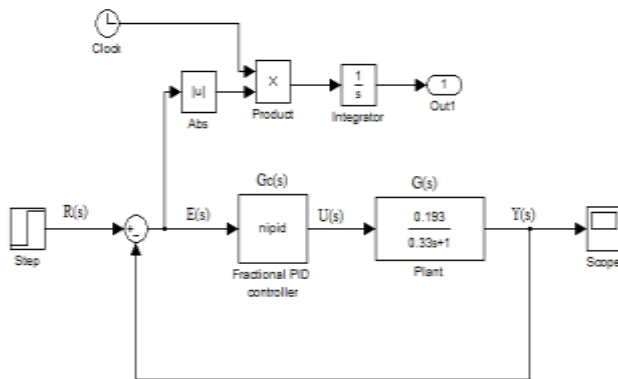 Clock
|u|
Abs
X
Product
1
s
Integrator
1
Out1
Gc(s)
G(s)
R(s)
E(s)
nipid
U(s)
0.193
0.33s+1
Y(s)
+
-
Step
Fractional PID
controller
Plant
Scope